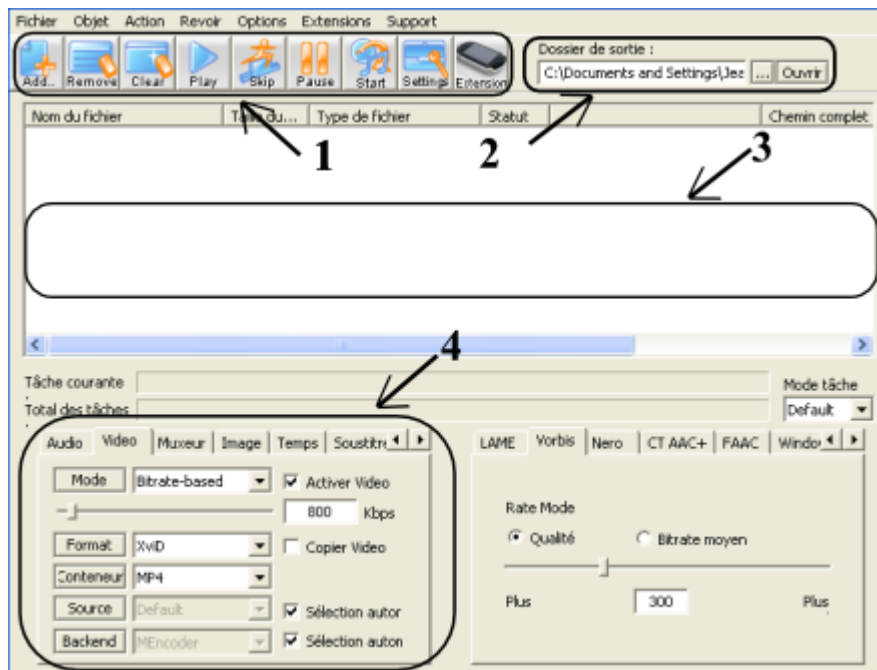 Fichier Objet Action Revoir Options Extensions Support
Add.. Remove Clear Play Skip Pause Start Settings Extension
Dossier de sortie :
C:\Documents and Settings\Jea ... Ouvrir
1
2
3
Nom du fichier du... Type de fichier Statut Chemin complet
4
Tâche courante
Mode tâche
Total des tâches
Default
Audio Video Muxeur Image Temps Soustitre
LAME Vorbis Nero CT AAC+ FAAC Window
Mode Bitrate-based Activer Video
800 Kbps
Rate Mode
Format XviD Copier Video
Qualité Bitrate moyen
Conteneur MP4
Source Default Sélection autor
Plus 300 Plus
Backend MEncoder Sélection auton